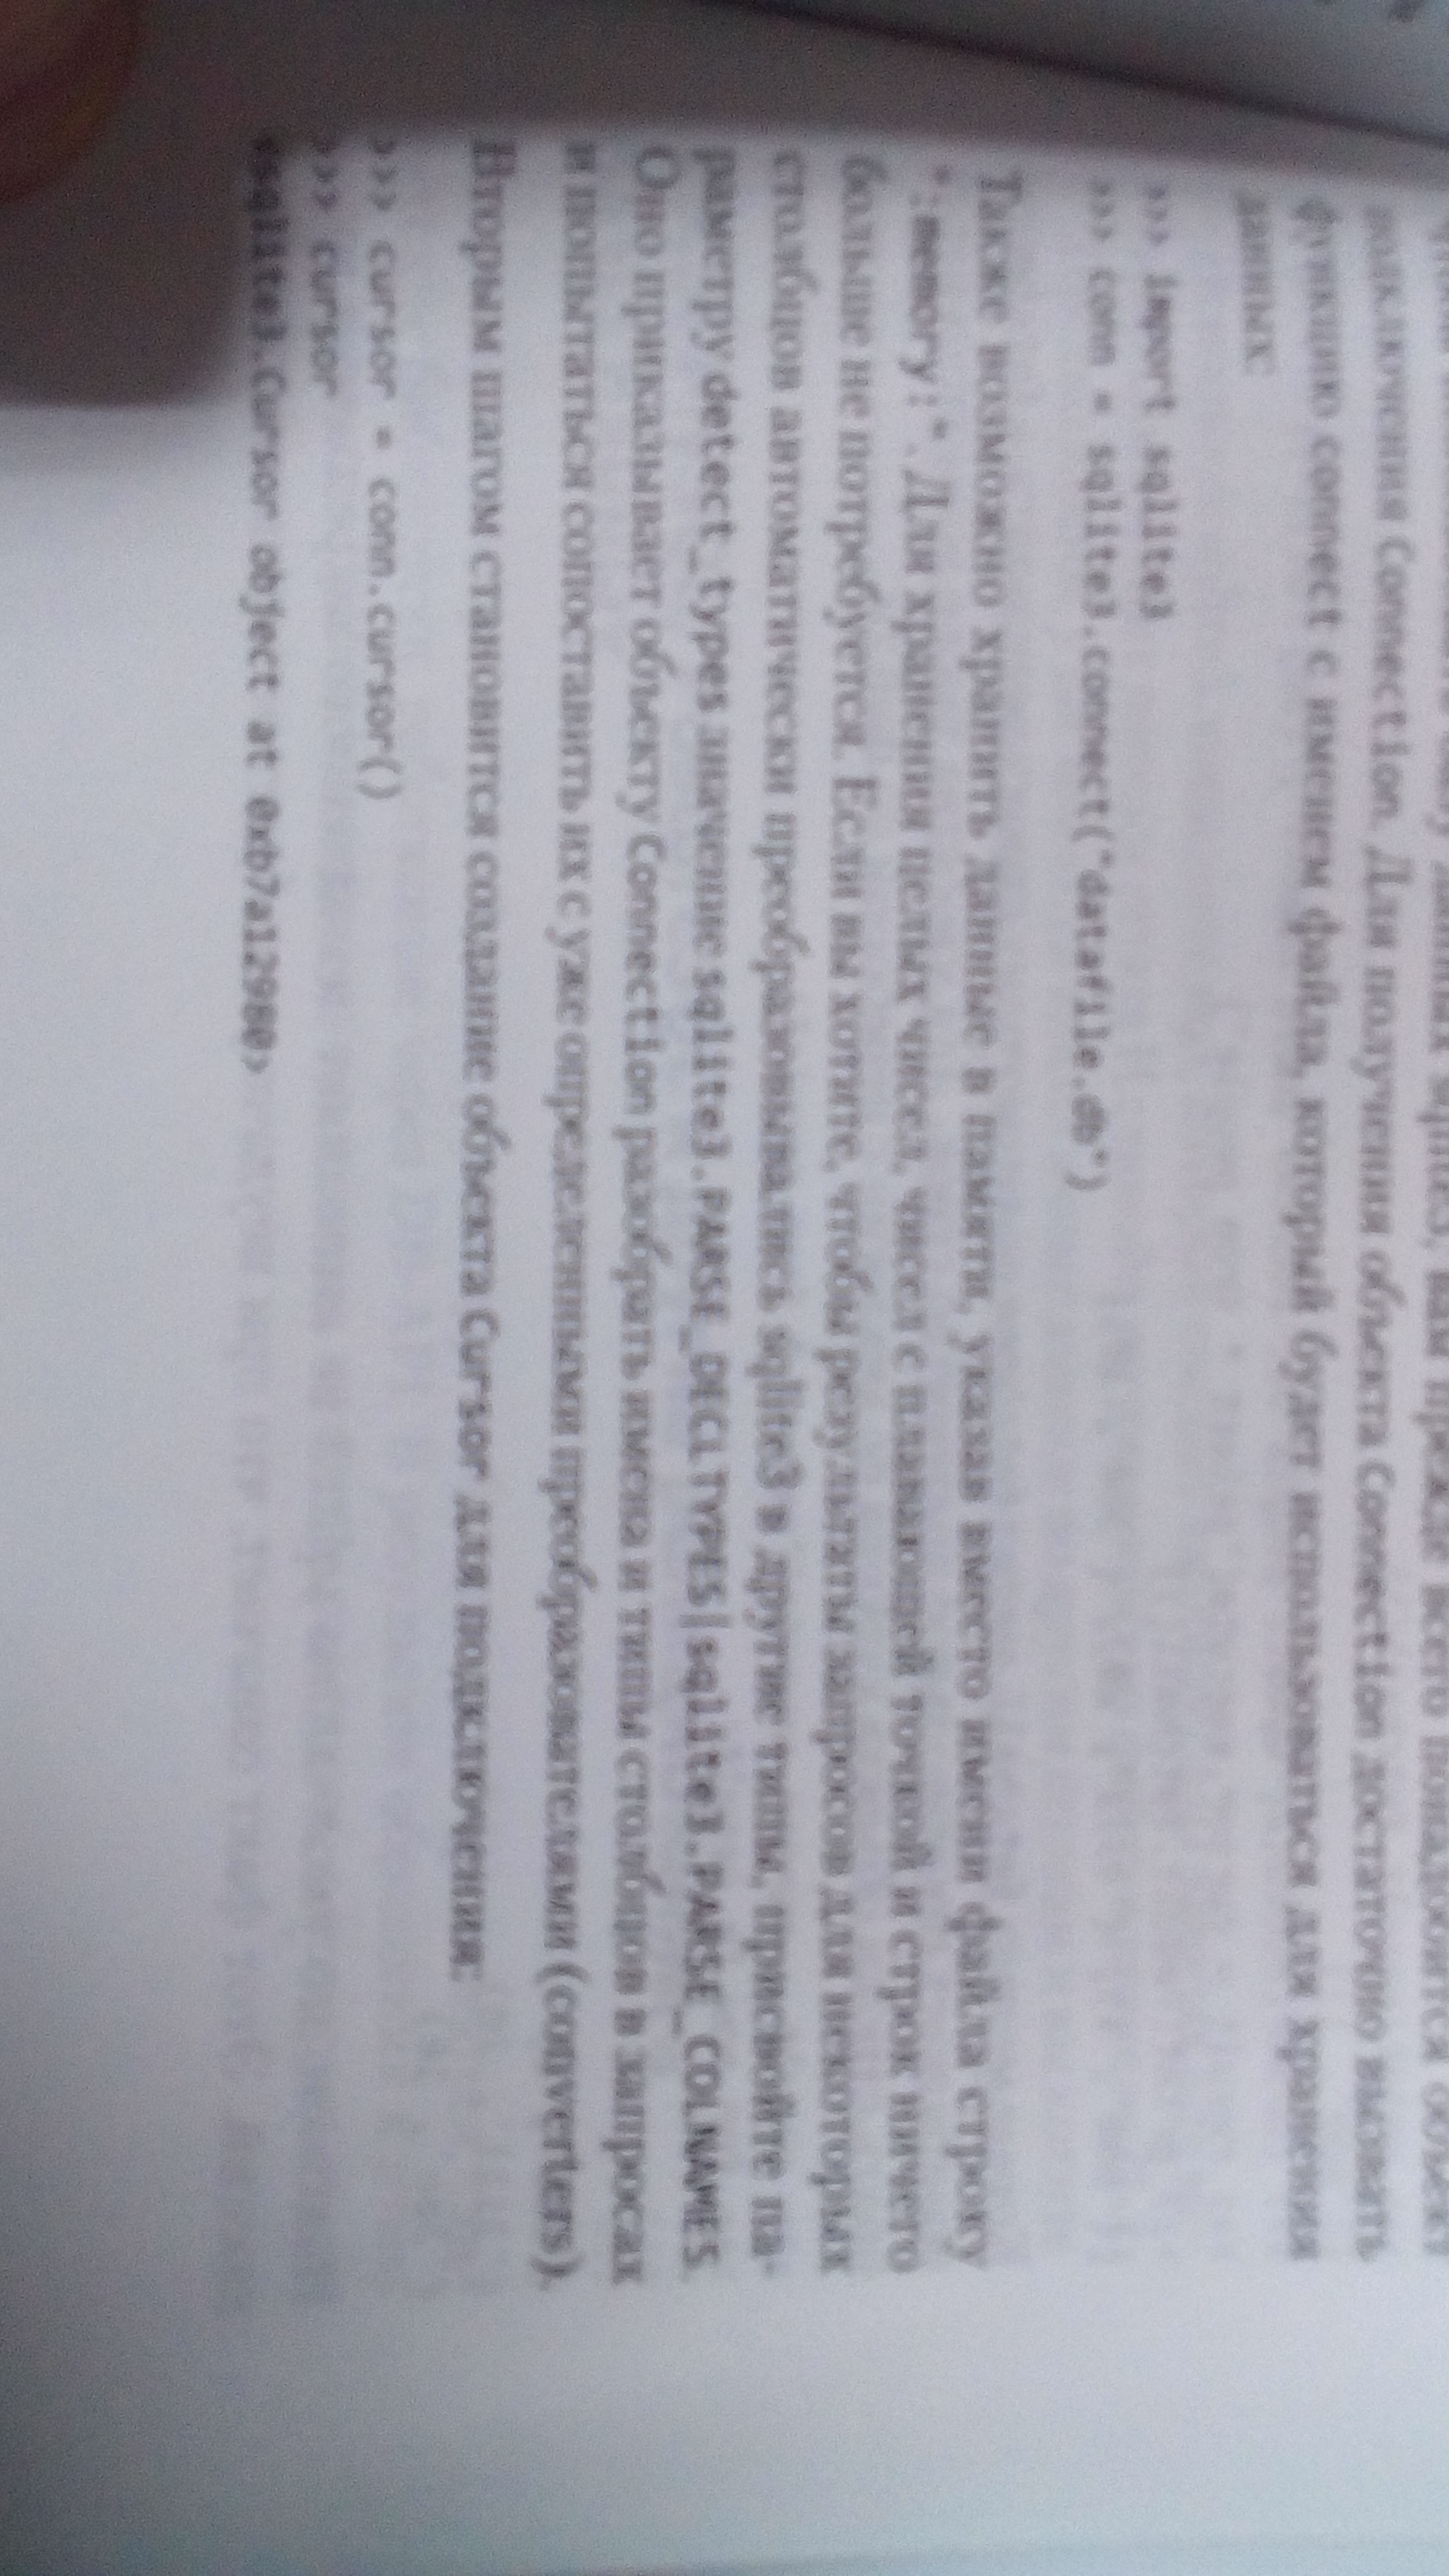 Чтобы использовать базу данных sqlite3, вам прежде всего понадобится объект
подключения Connection. Для получения объекта Connection достаточно вызвать
функцию connect с именем файла, который будет использоваться для хранения
данных:
>>> import sqlite3
>>> conn = sqlite3.connect("datafile.db")
Также возможно хранить данные в памяти, указав вместо имени файла строку
":memory:". Для хранения целых чисел, чисел с плавающей точкой и строк ничего
больше не потребуется. Если вы хотите, чтобы результаты запросов для некоторых
столбцов автоматически преобразовывались sqlite3 в другие типы, присвойте па-
раметру detect_types значение sqlite3.PARSE_DECLTYPES|sqlite3.PARSE_COLNAMES.
Оно приказывает объекту Connection разобрать имена и типы столбцов в запросах
и попытаться сопоставить их с уже определенными преобразователями (converters).
Вторым шагом становится создание объекта Cursor для подключения:
>>> cursor = conn.cursor()
>>> cursor
<sqlite3.Cursor object at 0xb7a12980>